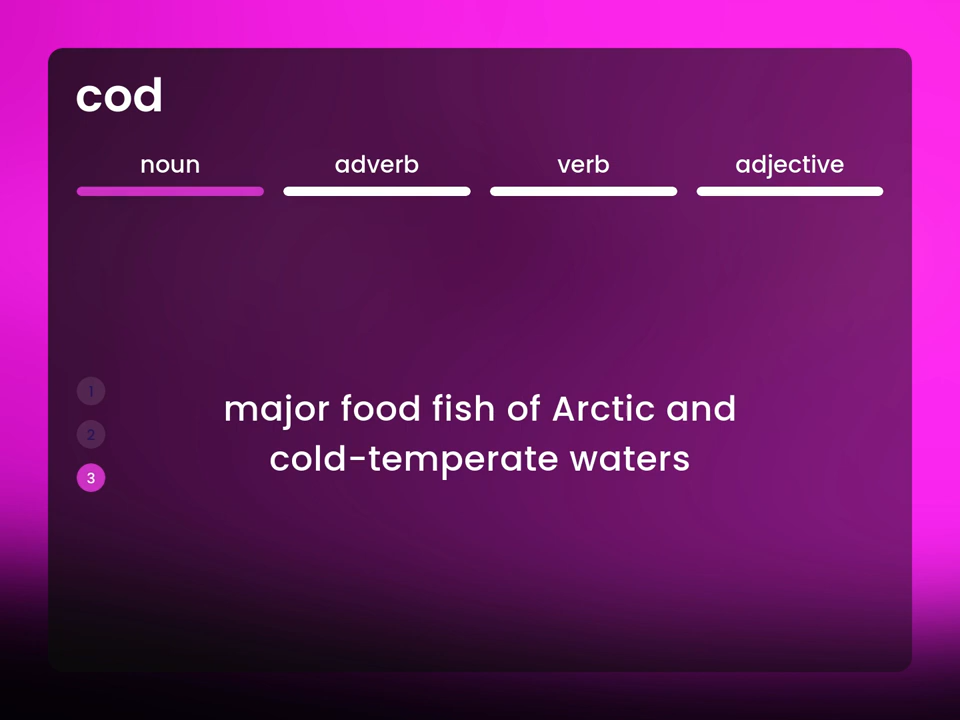 cod
noun adverb verb adjective
1
major food fish of Arctic and
2
cold-temperate waters
3